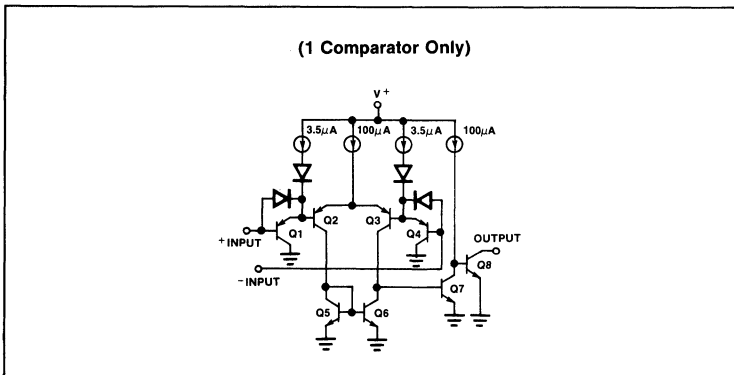 (1 Comparator Only)
V+
3.5μA 100μA 3.5μA 100μA
Q1 Q2 Q3 Q4
+INPUT
OUTPUT
Q8
Q7
−INPUT
Q5 Q6